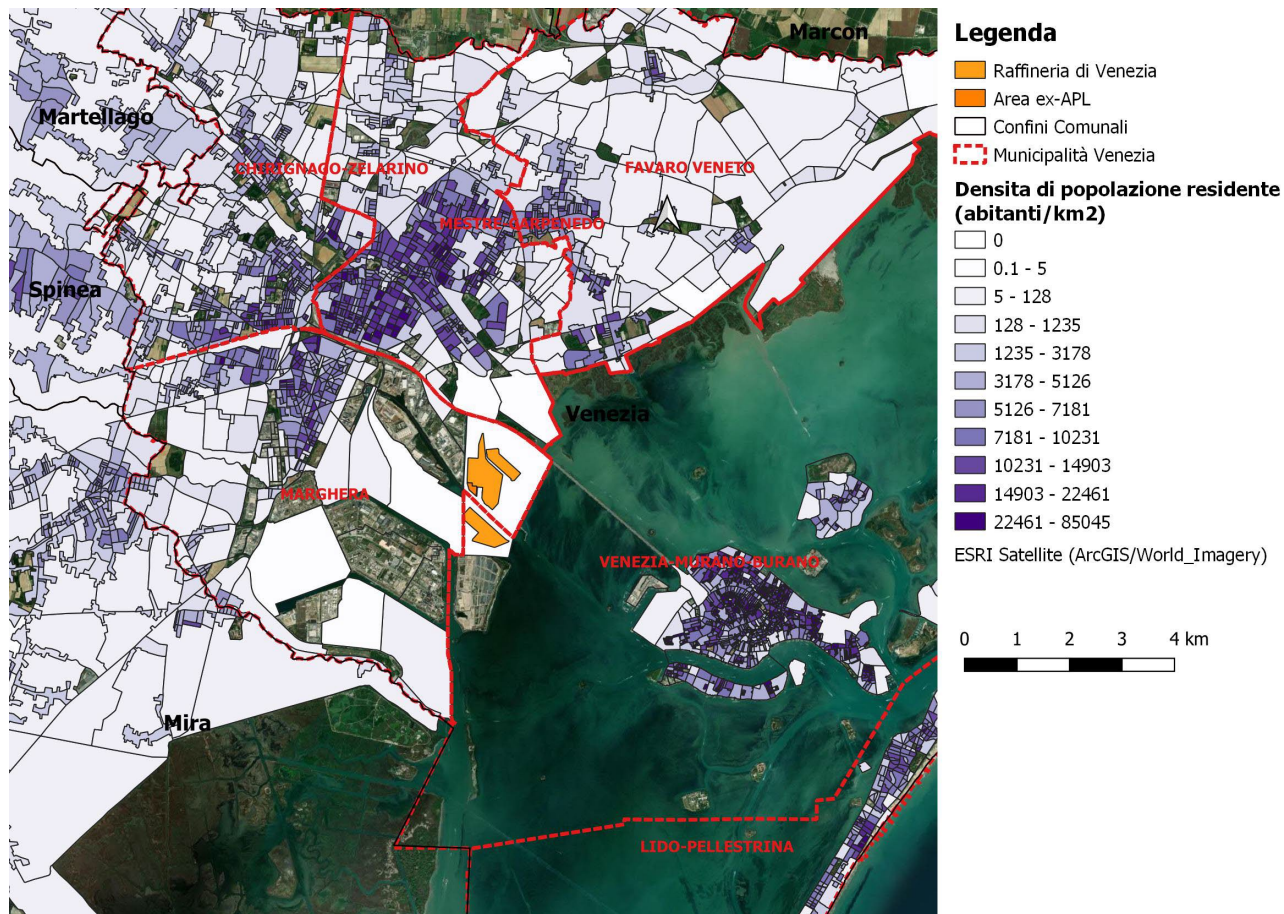 Marcon
Martellago
CHIRIGNAGO-ZELARINO
FAVARO VENETO
MESTRE-CARPENEDO
Spinea
Venezia
MARGHERA
VENEZIA-MURANO-BURANO
Mira
LIDO-PELLESTRINA
Legenda
Raffineria di Venezia
Area ex-APL
Confini Comunali
Municipalità Venezia
Densita di popolazione residente
(abitanti/km2)
0
0.1 - 5
5 - 128
128 - 1235
1235 - 3178
3178 - 5126
5126 - 7181
7181 - 10231
10231 - 14903
14903 - 22461
22461 - 85045
ESRI Satellite (ArcGIS/World_Imagery)
0 1 2 3 4 km